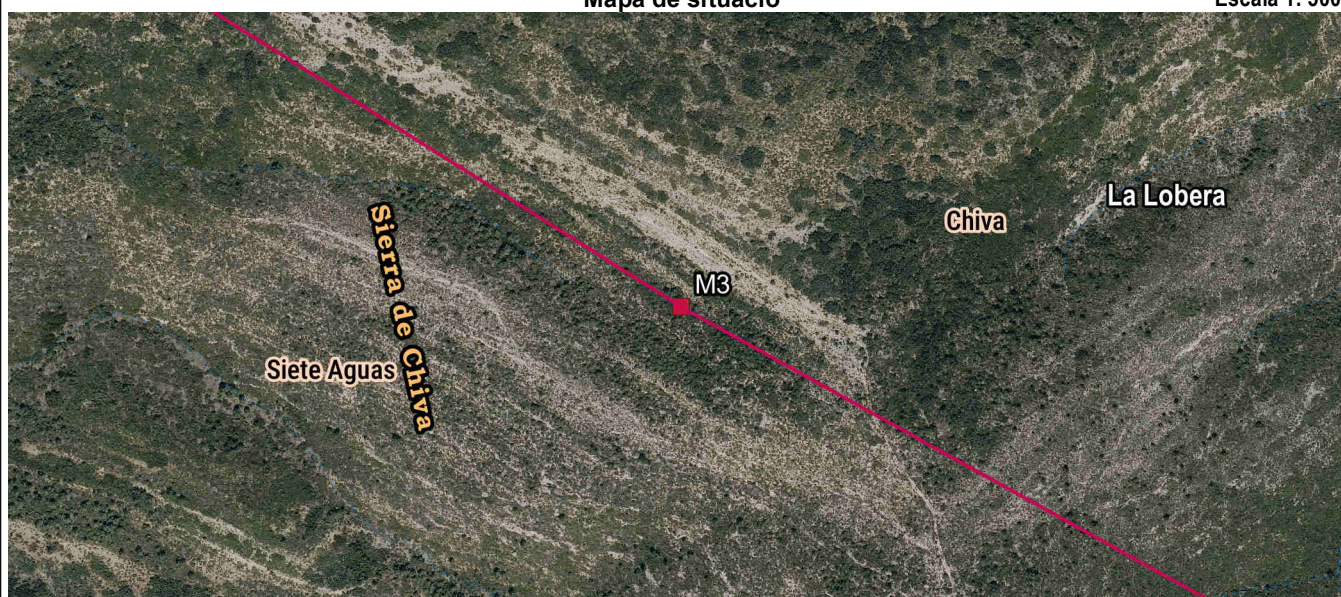 Mapa de situació
Escala 1: 500
La Lobera
Chiva
M3
Sierra de Chiva
Siete Aguas